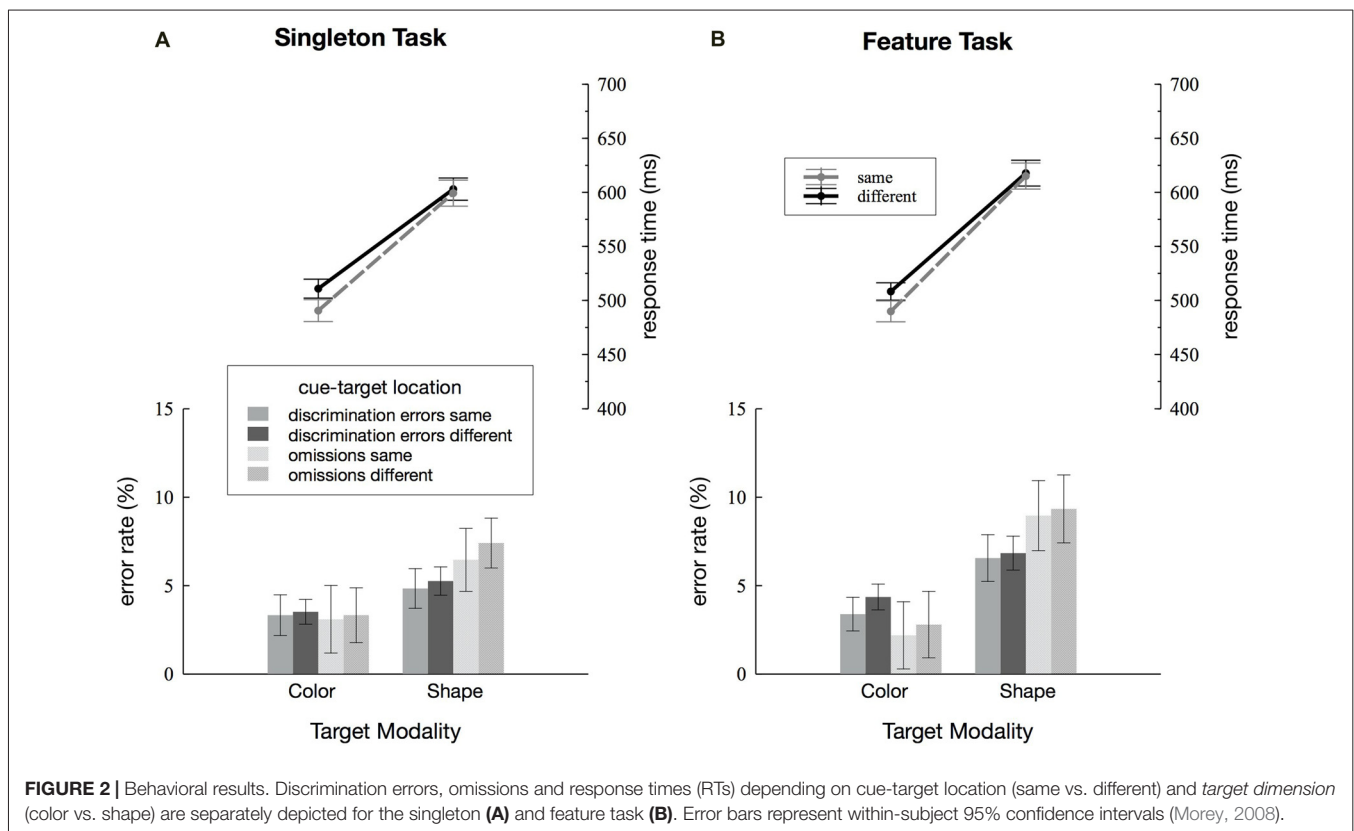 A
Singleton Task
700
650
600
550
500
450
400
response time (ms)
cue-target location
discrimination errors same
discrimination errors different
omissions same
omissions different
15
10
5
0
error rate (%)
Color
Shape
Target Modality
B
Feature Task
same
different
700
650
600
550
500
450
400
response time (ms)
15
10
5
0
error rate (%)
Color
Shape
Target Modality
FIGURE 2 | Behavioral results. Discrimination errors, omissions and response times (RTs) depending on cue-target location (same vs. different) and target dimension
(color vs. shape) are separately depicted for the singleton (A) and feature task (B). Error bars represent within-subject 95% confidence intervals (Morey, 2008).